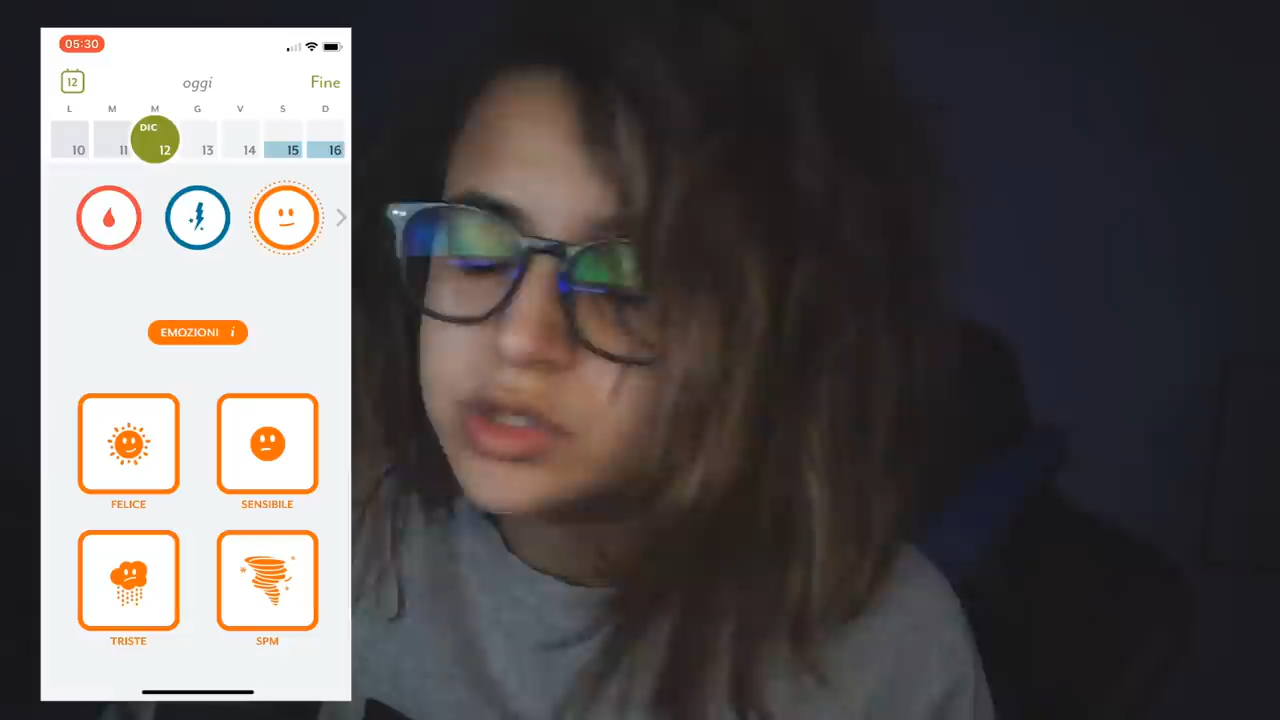 05:30
12 oggi Fine
L M M G V S D
DIC
10 11 12 13 14 15 16
EMOZIONI i
FELICE SENSIBILE
TRISTE SPM